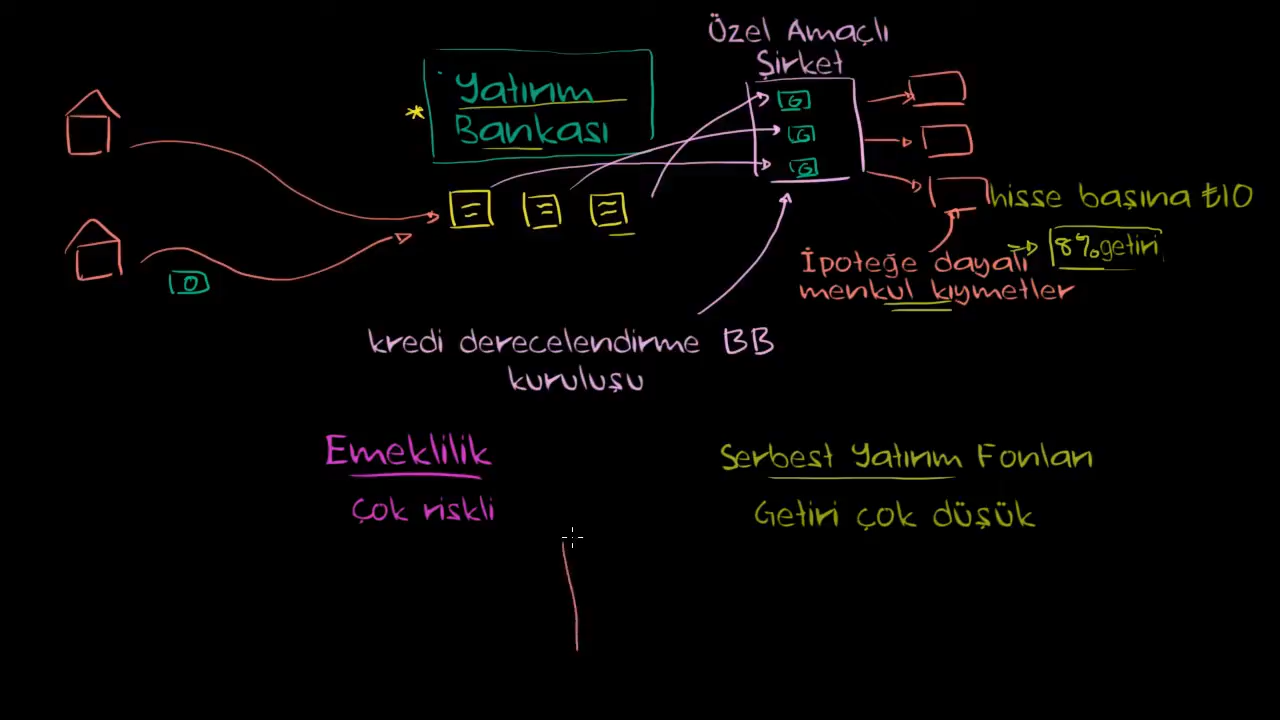 Özel Amaçlı
Şirket
Yatırım
Bankası
G
G
G
hisse başına ₺10
8% getiri
İpoteğe dayalı
menkul kıymetler
kredi derecelendirme BB
kuruluşu
Emeklilik
çok riskli
Serbest Yatırım Fonları
Getiri çok düşük